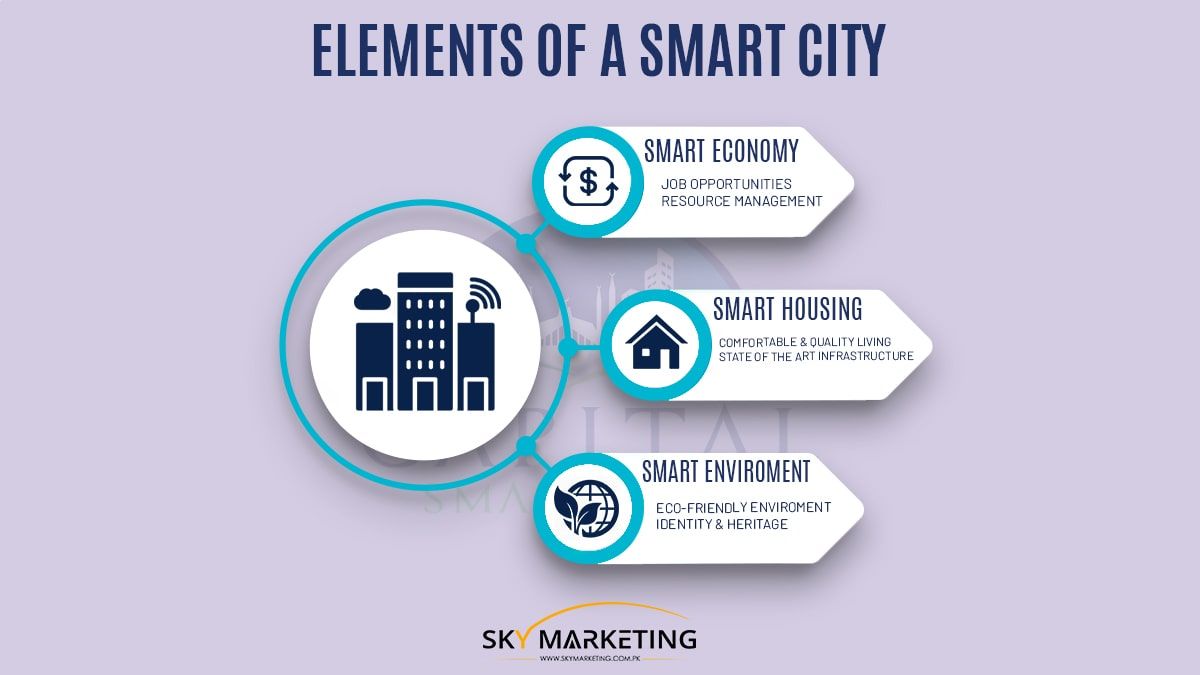 ELEMENTS OF A SMART CITY
SMART ECONOMY
JOB OPPORTUNITIES
RESOURCE MANAGEMENT
SMART HOUSING
COMFORTABLE & QUALITY LIVING
STATE OF THE ART INFRASTRUCTURE
CAPITAL
SMART ENVIROMENT
ECO-FRIENDLY ENVIROMENT
IDENTITY & HERITAGE
SKY MARKETING
WWW.SKYMARKETING.COM.PK